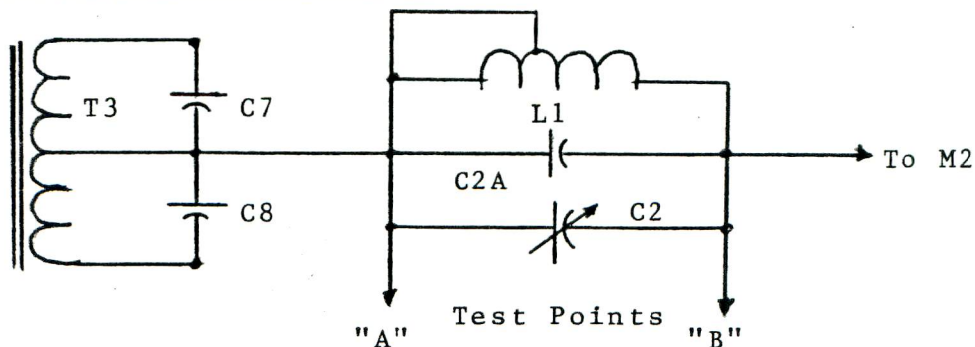 T3
C7
C8
L1
C2A
C2
To M2
Test Points
"A"
"B"